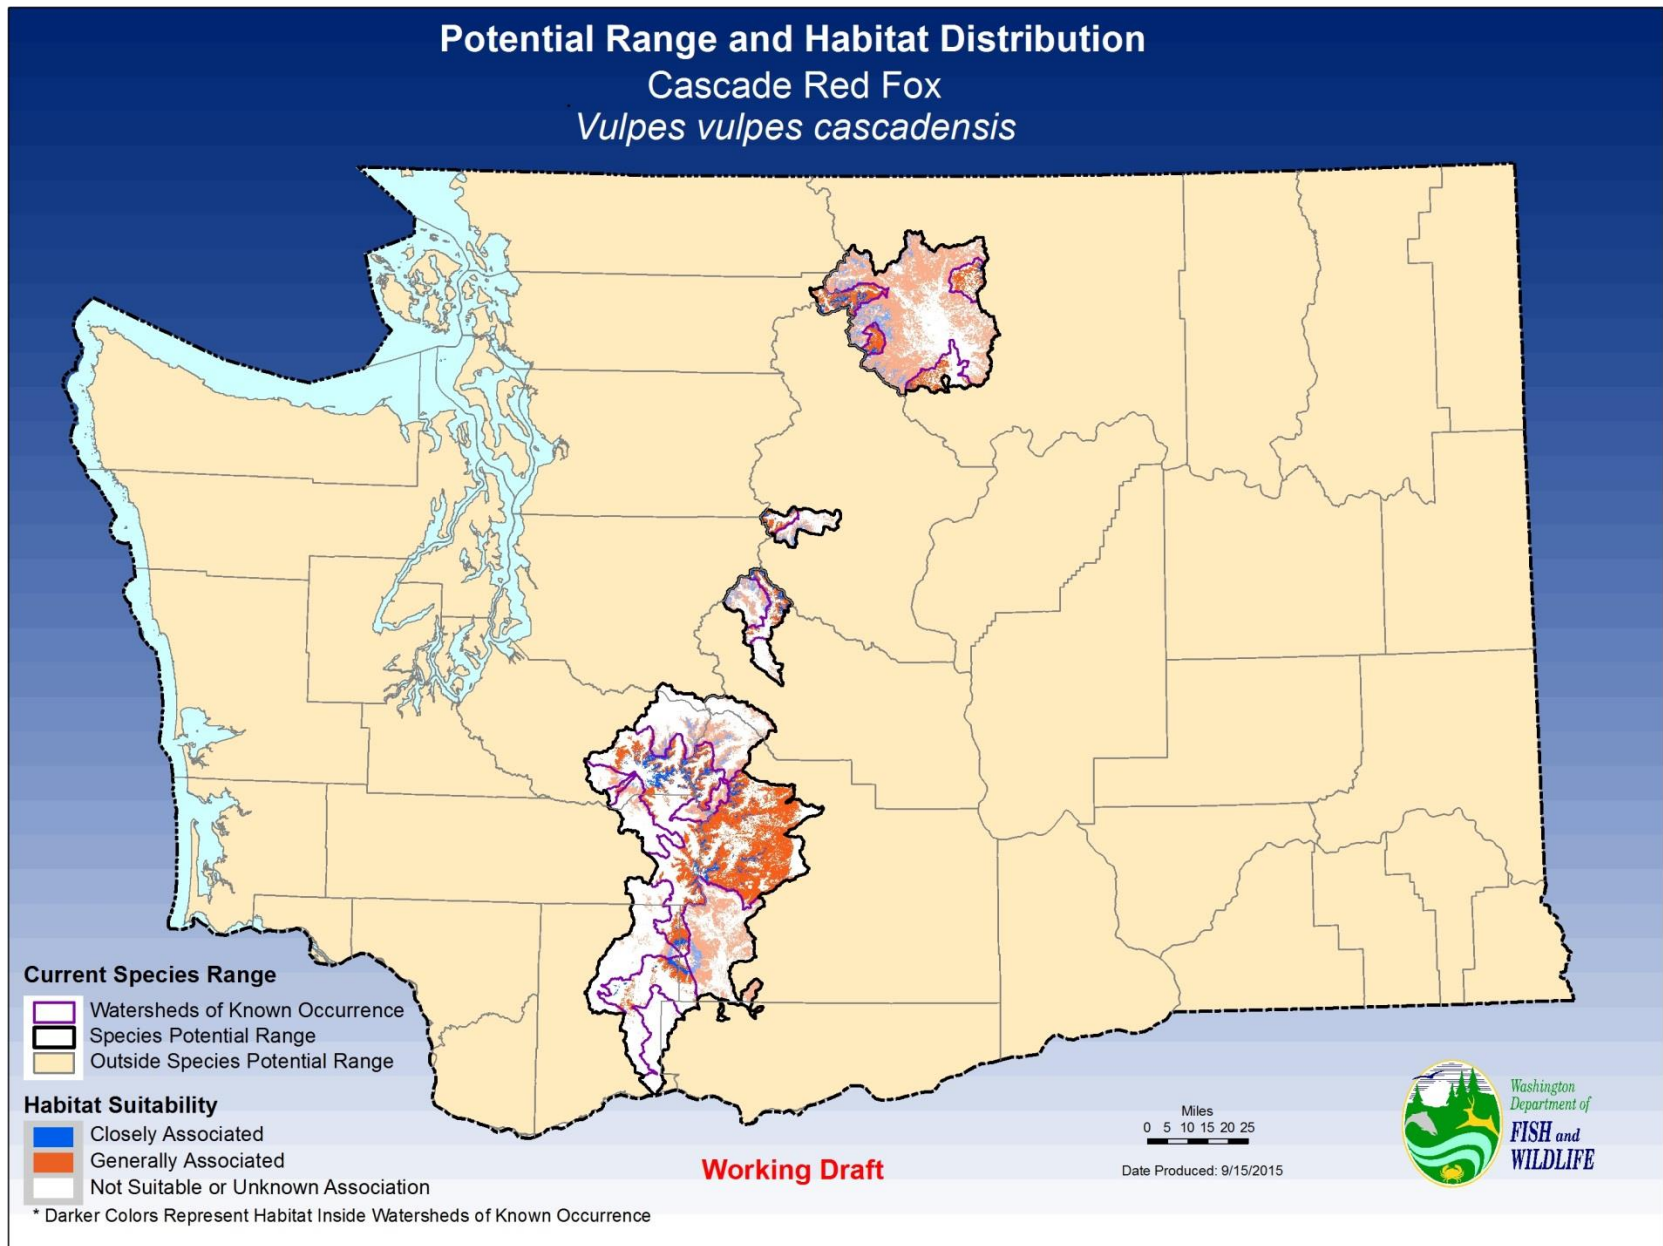 Potential Range and Habitat Distribution
Cascade Red Fox
Vulpes vulpes cascadensis
Current Species Range
Watersheds of Known Occurrence
Species Potential Range
Outside Species Potential Range
Habitat Suitability
Closely Associated
Generally Associated
Not Suitable or Unknown Association
* Darker Colors Represent Habitat Inside Watersheds of Known Occurrence
Working Draft
Miles
0 5 10 15 20 25
Date Produced: 9/15/2015
Washington
Department of
FISH and
WILDLIFE